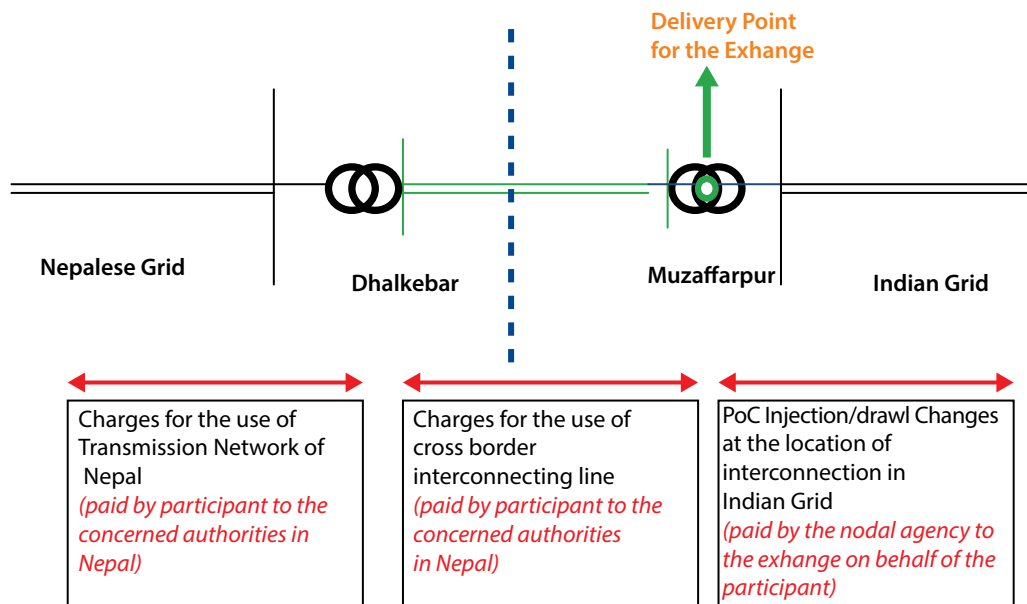 Delivery Point
for the Exhange
Nepalese Grid
Dhalkebar
Muzaffarpur
Indian Grid
Charges for the use of
Transmission Network of
Nepal
(paid by participant to the
concerned authorities in
Nepal)
Charges for the use of
cross border
interconnecting line
(paid by participant to the
concerned authorities
in Nepal)
PoC Injection/drawl Changes
at the location of
interconnection in
Indian Grid
(paid by the nodal agency to
the exhange on behalf of the
participant)